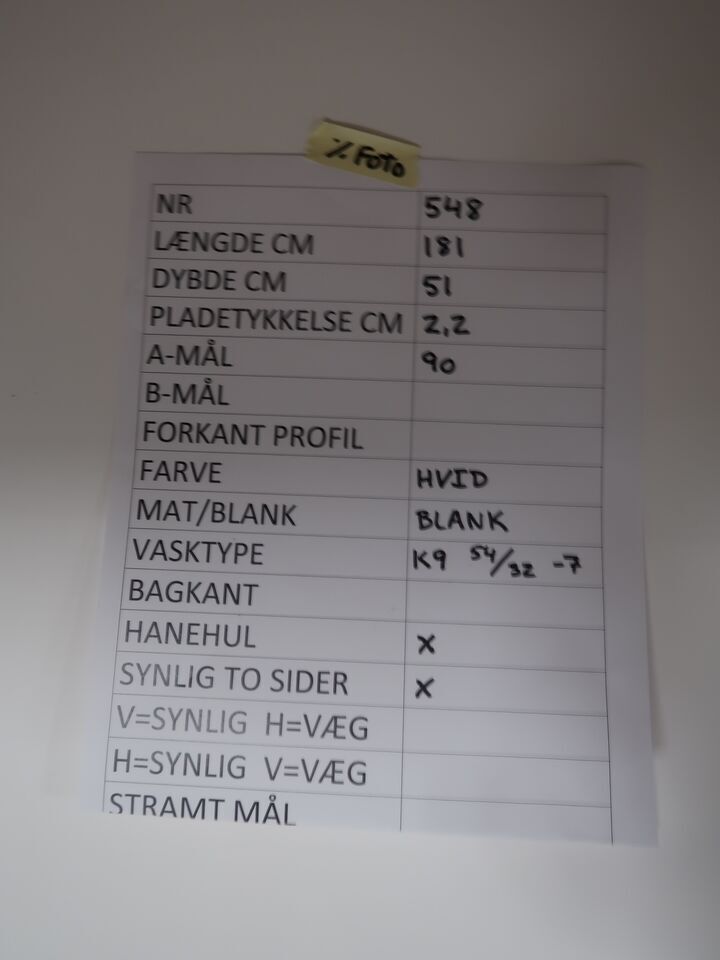 % FOTO
NR 548
LÆNGDE CM 181
DYBDE CM 51
PLADETYKKELSE CM 2,2
A-MÅL 90
B-MÅL
FORKANT PROFIL
FARVE HVID
MAT/BLANK BLANK
VASKTYPE K9 54/32 -7
BAGKANT
HANEHUL X
SYNLIG TO SIDER X
V=SYNLIG H=VÆG
H=SYNLIG V=VÆG
STRAMT MÅL